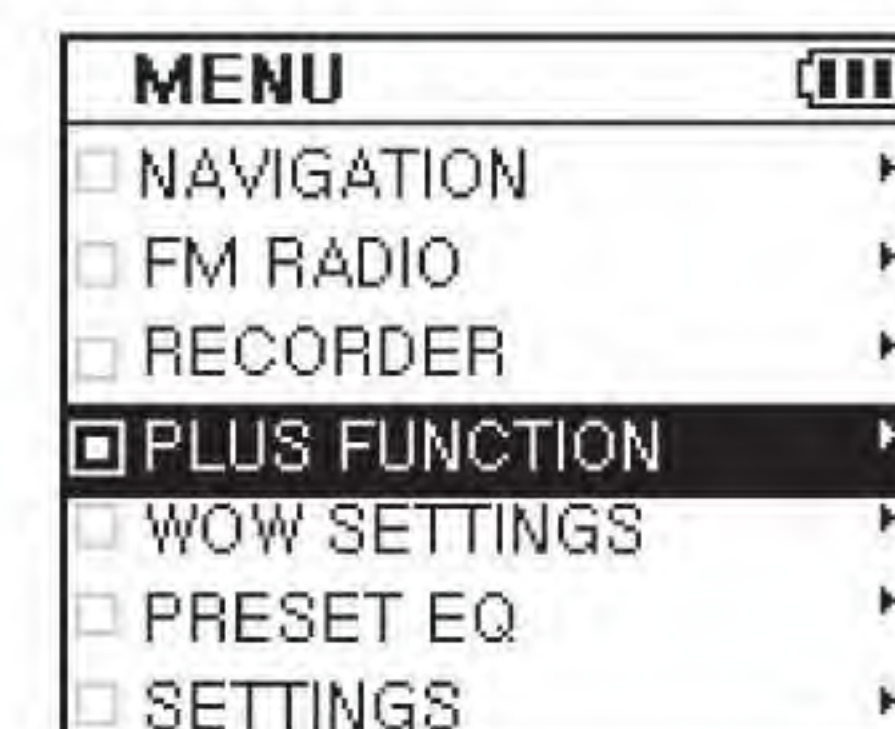 MENU
NAVIGATION
FM RADIO
RECORDER
PLUS FUNCTION
WOW SETTINGS
PRESET EQ
SETTINGS